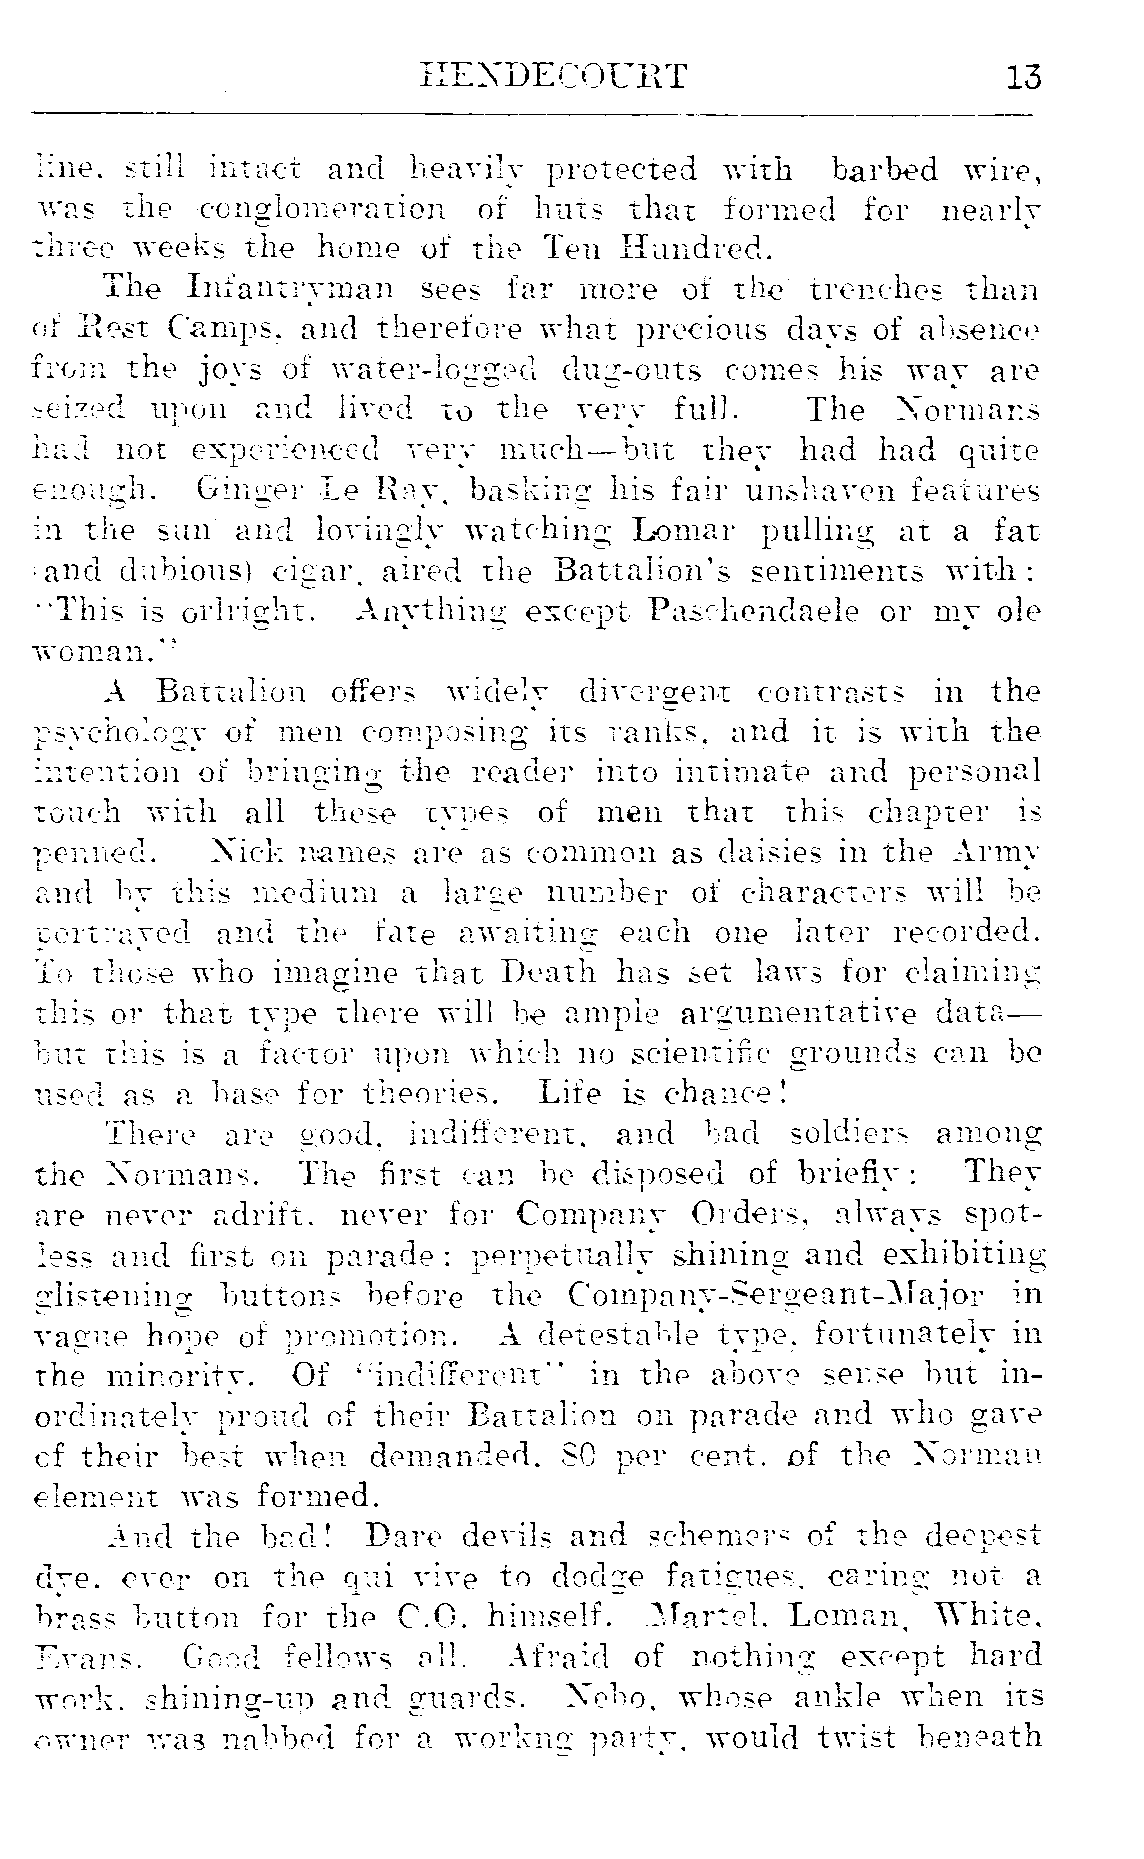 HENDECOURT 13
line, still intact and heavily protected with barbed wire,
was the conglomeration of huts that formed for nearly
three weeks the home of the Ten Hundred.
The Infantryman sees far more of the trenches than
of Rest Camps, and therefore what precious days of absence
from the joys of water-logged dug-outs comes his way are
seized upon and lived to the very full. The Normans
had not experienced very much—but they had had quite
enough. Ginger Le Ray, basking his fair unshaven features
in the sun and lovingly watching Lomar pulling at a fat
(and dubious) cigar, aired the Battalion's sentiments with:
"This is orlright. Anything except Paschendaele or my ole
woman."
A Battalion offers widely divergent contrasts in the
psychology of men composing its ranks, and it is with the
intention of bringing the reader into intimate and personal
touch with all these types of men that this chapter is
penned. Nick names are as common as daisies in the Army
and by this medium a large number of characters will be
portrayed and the fate awaiting each one later recorded.
To those who imagine that Death has set laws for claiming
this or that type there will be ample argumentative data—
but this is a factor upon which no scientific grounds can be
used as a base for theories. Life is chance!
There are good, indifferent, and bad soldiers among
the Normans. The first can be disposed of briefly: They
are never adrift, never for Company Orders, always spot-
less and first on parade: perpetually shining and exhibiting
glistening buttons before the Company-Sergeant-Major in
vague hope of promotion. A detestable type, fortunately in
the minority. Of "indifferent" in the above sense but in-
ordinately proud of their Battalion on parade and who gave
of their best when demanded, 80 per cent. of the Norman
element was formed.
And the bad! Dare devils and schemers of the deepest
dye, ever on the qui vive to dodge fatigues, caring not a
brass button for the C.O. himself. Martel, Loman, White,
Evans. Good fellows all. Afraid of nothing except hard
work, shining-up and guards. Nebo, whose ankle when its
owner was nabbed for a workng party, would twist beneath